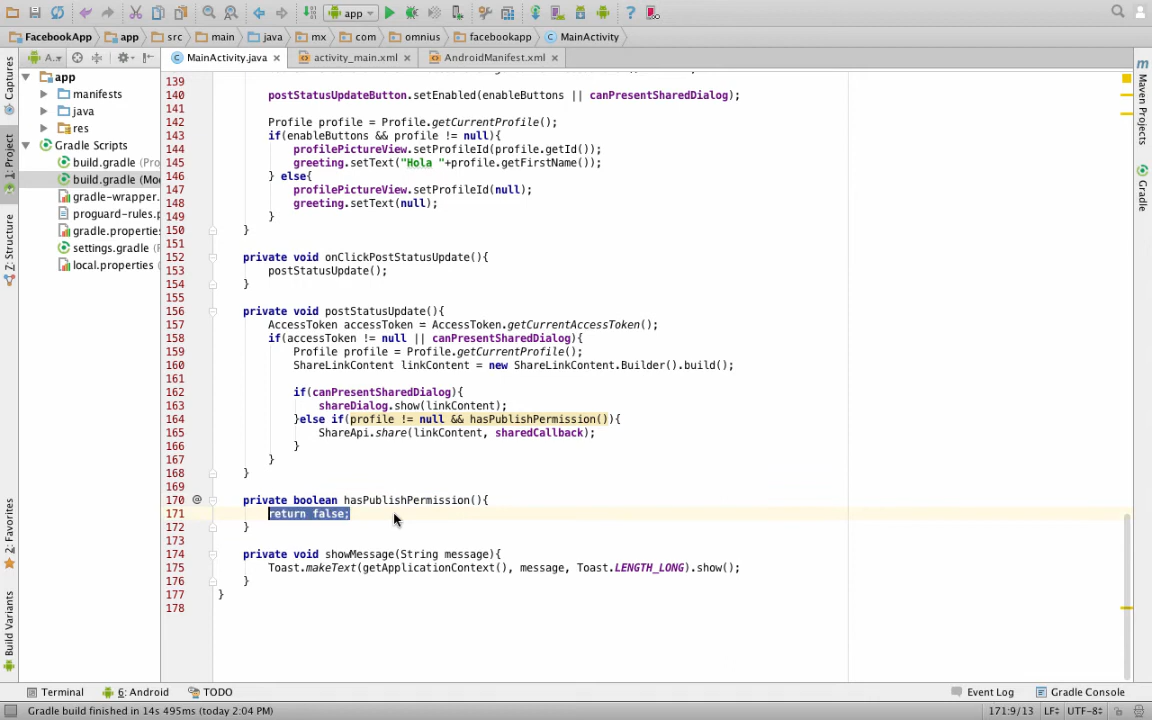 app
FacebookApp app src main java mx com omnius facebookapp MainActivity
A.. MainActivity.java activity_main.xml AndroidManifest.xml
Captures
1: Project
Z: Structure
2: Favorites
Build Variants
app
manifests
java
res
Gradle Scripts
build.gradle (Pro
build.gradle (Mod
gradle-wrapper.
proguard-rules.p
gradle.properties
settings.gradle (P
local.properties
139
140 postStatusUpdateButton.setEnabled(enableButtons || canPresentSharedDialog);
141
142 Profile profile = Profile.getCurrentProfile();
143 if(enableButtons && profile != null){
144 profilePictureView.setProfileId(profile.getId());
145 greeting.setText("Hola "+profile.getFirstName());
146 } else{
147 profilePictureView.setProfileId(null);
148 greeting.setText(null);
149 }
150 }
151
152 private void onClickPostStatusUpdate(){
153 postStatusUpdate();
154 }
155
156 private void postStatusUpdate(){
157 AccessToken accessToken = AccessToken.getCurrentAccessToken();
158 if(accessToken != null || canPresentSharedDialog){
159 Profile profile = Profile.getCurrentProfile();
160 ShareLinkContent linkContent = new ShareLinkContent.Builder().build();
161
162 if(canPresentSharedDialog){
163 shareDialog.show(linkContent);
164 }else if(profile != null && hasPublishPermission()){
165 ShareApi.share(linkContent, sharedCallback);
166 }
167 }
168 }
169
170 @ private boolean hasPublishPermission(){
171 return false;
172 }
173
174 private void showMessage(String message){
175 Toast.makeText(getApplicationContext(), message, Toast.LENGTH_LONG).show();
176 }
177 }
178
Maven Projects
Gradle
Terminal 6: Android TODO Event Log Gradle Console
Gradle build finished in 14s 495ms (today 2:04 PM) 171:9/13 LF UTF-8